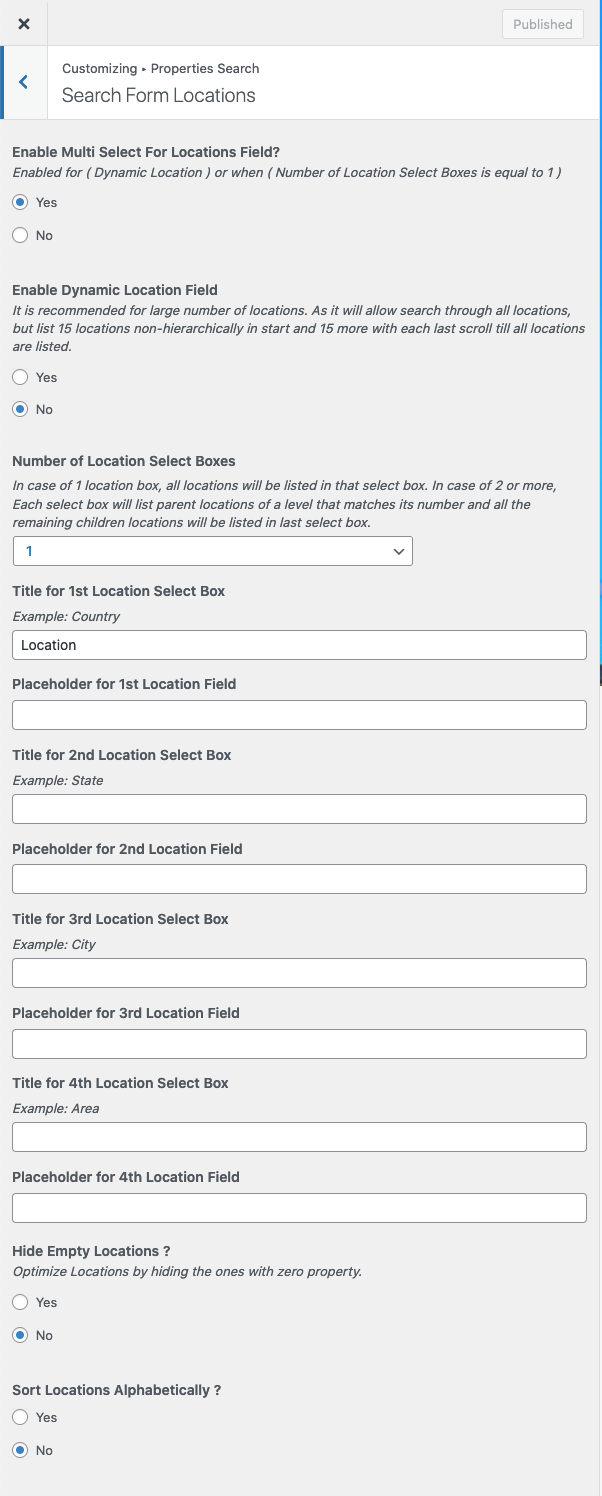 Published
Customizing ▸ Properties Search
Search Form Locations
Enable Multi Select For Locations Field?
Enabled for ( Dynamic Location ) or when ( Number of Location Select Boxes is equal to 1 )
Yes
No
Enable Dynamic Location Field
It is recommended for large number of locations. As it will allow search through all locations,
but list 15 locations non-hierarchically in start and 15 more with each last scroll till all locations
are listed.
Yes
No
Number of Location Select Boxes
In case of 1 location box, all locations will be listed in that select box. In case of 2 or more,
Each select box will list parent locations of a level that matches its number and all the
remaining children locations will be listed in last select box.
1
Title for 1st Location Select Box
Example: Country
Location
Placeholder for 1st Location Field
Title for 2nd Location Select Box
Example: State
Placeholder for 2nd Location Field
Title for 3rd Location Select Box
Example: City
Placeholder for 3rd Location Field
Title for 4th Location Select Box
Example: Area
Placeholder for 4th Location Field
Hide Empty Locations ?
Optimize Locations by hiding the ones with zero property.
Yes
No
Sort Locations Alphabetically ?
Yes
No